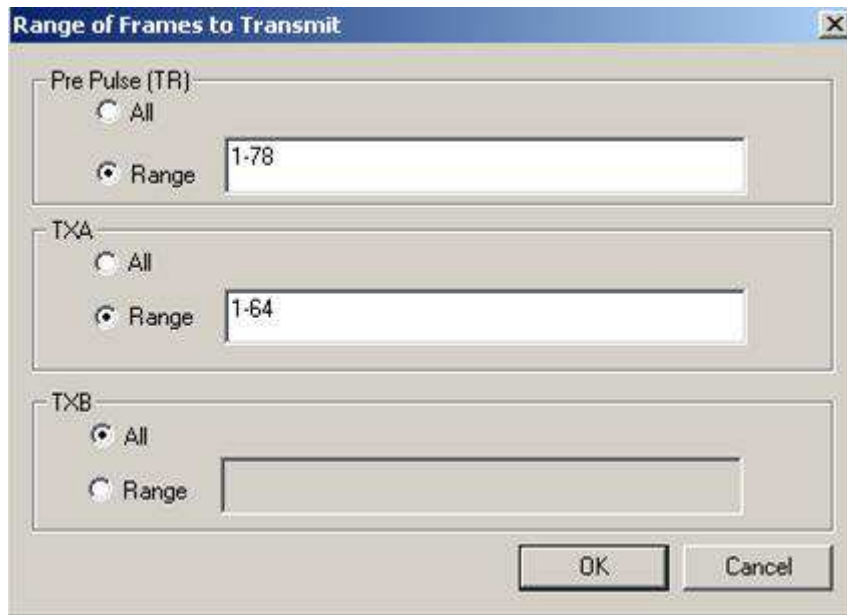 Range of Frames to Transmit
Pre Pulse (TR)
All
Range 1-78
TXA
All
Range 1-64
TXB
All
Range
OK Cancel